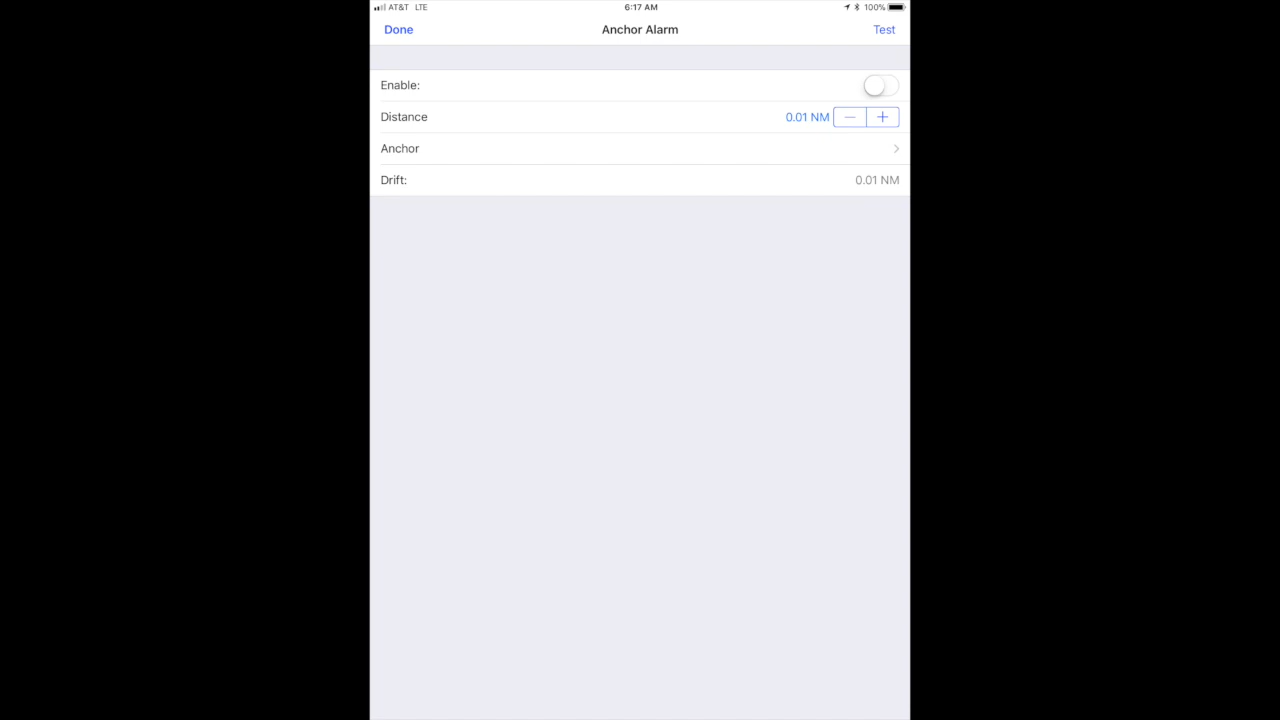 AT&T LTE 6:17 AM 100%
Done Anchor Alarm Test
Enable:
Distance 0.01 NM − +
Anchor
Drift: 0.01 NM